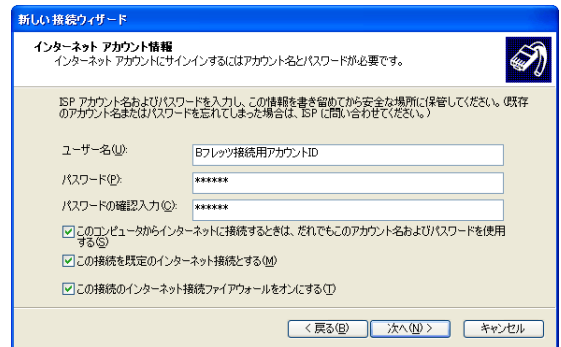 新しい接続ウィザード
インターネット アカウント情報
インターネット アカウントにサインインするにはアカウント名とパスワードが必要です。
ISP アカウント名およびパスワードを入力し、この情報を書き留めてから安全な場所に保管してください。(既存
のアカウント名またはパスワードを忘れてしまった場合は、ISP に問い合わせてください。)
ユーザー名(U):
Bフレッツ接続用アカウントID
パスワード(P):
******
パスワードの確認入力(C):
******
このコンピュータからインターネットに接続するときは、だれでもこのアカウント名およびパスワードを使用
する(S)
この接続を既定のインターネット接続とする(M)
この接続のインターネット接続ファイアウォールをオンにする(T)
< 戻る(B)
次へ(N) >
キャンセル